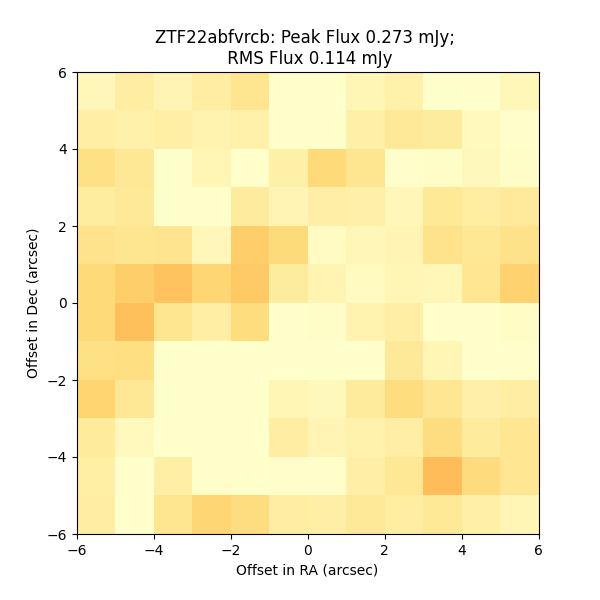 ZTF22abfvrcb: Peak Flux 0.273 mJy;
RMS Flux 0.114 mJy
6
4
2
0
−2
−4
−6
Offset in Dec (arcsec)
−6 −4 −2 0 2 4 6
Offset in RA (arcsec)